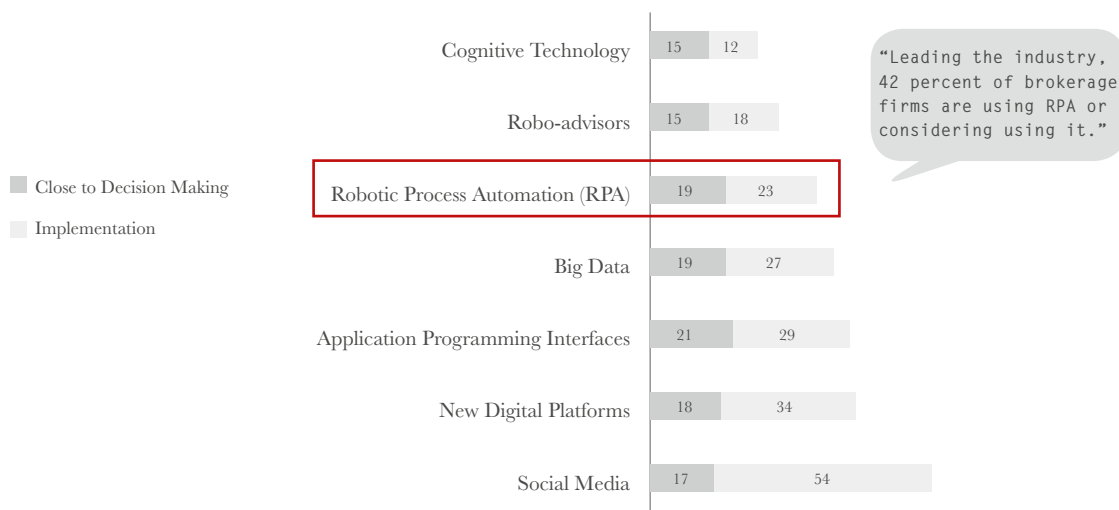 Cognitive Technology 15 12
“Leading the industry,
42 percent of brokerage
firms are using RPA or
considering using it.”
Robo-advisors 15 18
Close to Decision Making
Implementation
Robotic Process Automation (RPA) 19 23
Big Data 19 27
Application Programming Interfaces 21 29
New Digital Platforms 18 34
Social Media 17 54